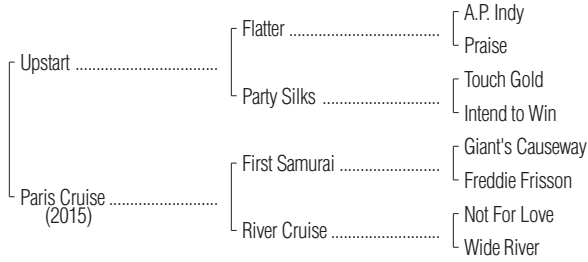 A.P. Indy
Flatter
Praise
Upstart
Touch Gold
Party Silks
Intend to Win
Giant's Causeway
First Samurai
Freddie Frisson
Paris Cruise
(2015)
Not For Love
River Cruise
Wide River